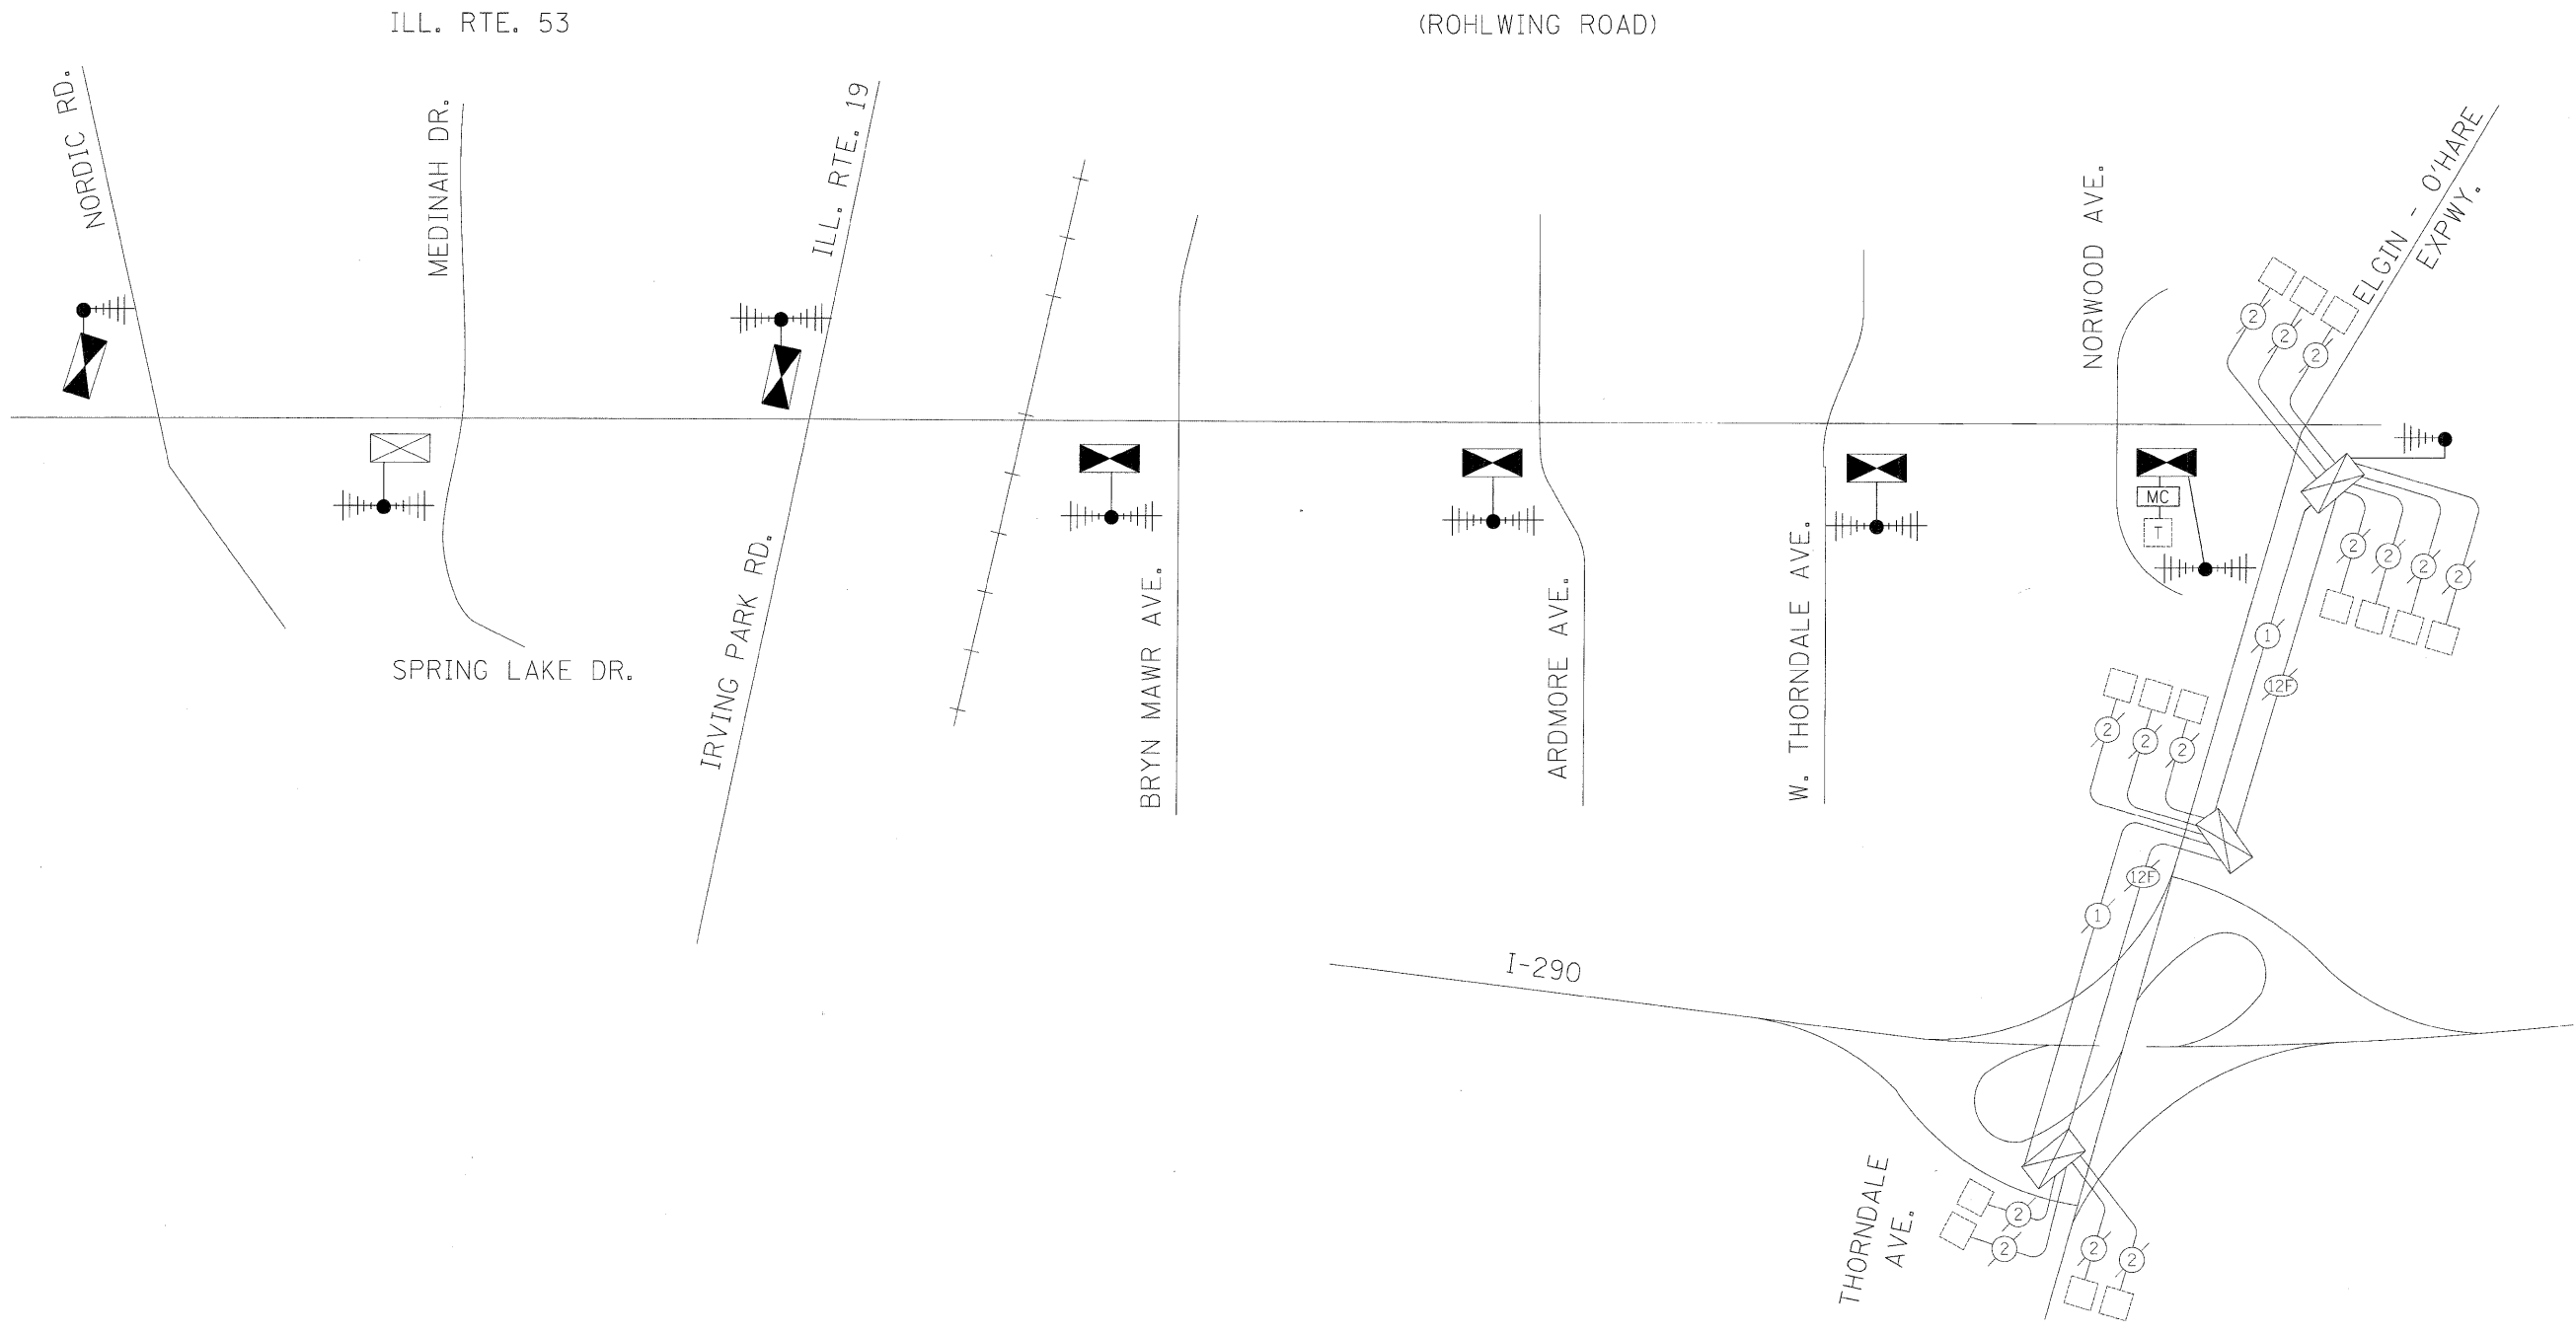 ILL. RTE. 53
(ROHLWING ROAD)
NORDIC RD.
MEDINAH DR.
ILL. RTE. 19
NORWOOD AVE.
ELGIN - O'HARE
EXPWY.
2
2
2
MC
T
2
2
2
2
SPRING LAKE DR.
IRVING PARK RD.
BRYN MAWR AVE.
ARDMORE AVE.
W. THORNDALE AVE.
1
12F
2
2
2
12F
1
I-290
THORNDALE
AVE.
2
2
2
2